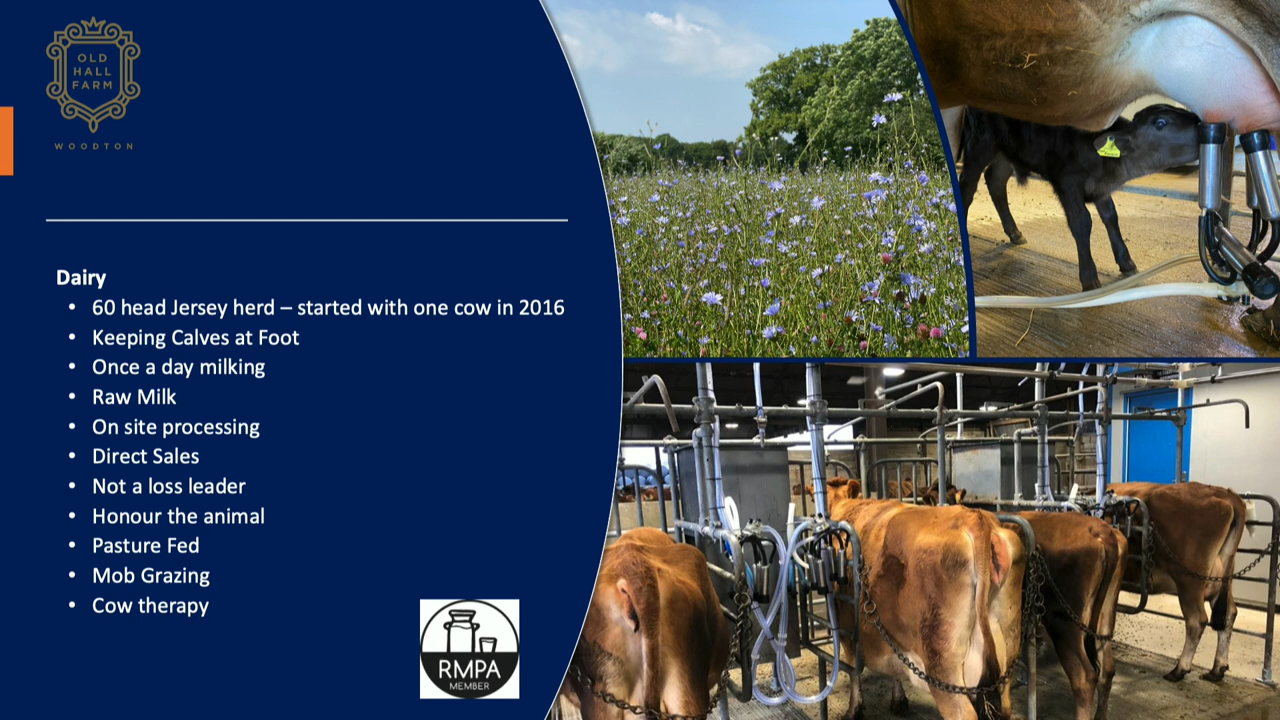 OLD
HALL
FARM
WOODTON
Dairy
• 60 head Jersey herd – started with one cow in 2016
• Keeping Calves at Foot
• Once a day milking
• Raw Milk
• On site processing
• Direct Sales
• Not a loss leader
• Honour the animal
• Pasture Fed
• Mob Grazing
• Cow therapy
RMPA
MEMBER